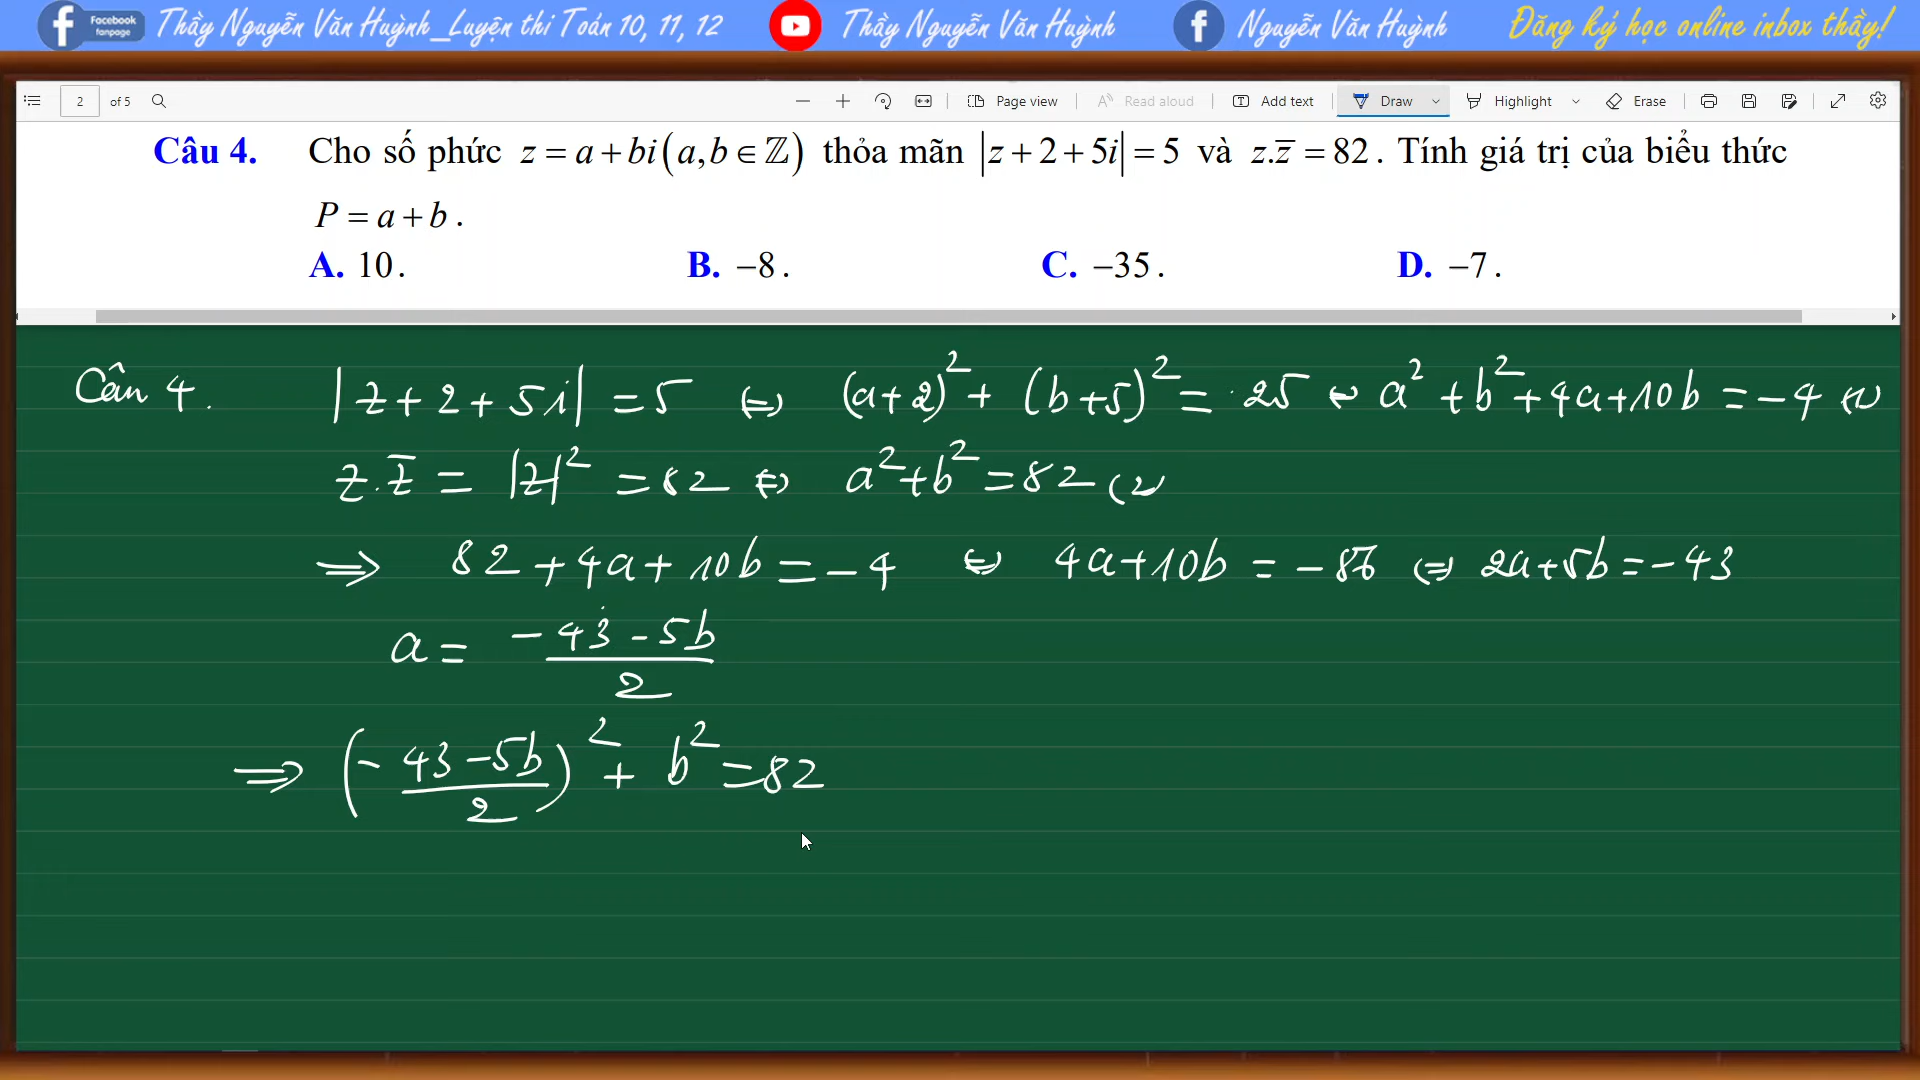 Facebook fanpage Thầy Nguyễn Văn Huỳnh_Luyện thi Toán 10, 11, 12 Thầy Nguyễn Văn Huỳnh Nguyễn Văn Huỳnh Đăng ký học online inbox thầy!
2 of 5 Page view Read aloud Add text Draw Highlight Erase
Câu 4. Cho số phức z = a + bi (a, b ∈ ℤ) thỏa mãn |z + 2 + 5i| = 5 và z.z̅ = 82. Tính giá trị của biểu thức
P = a + b.
A. 10. B. −8. C. −35. D. −7.
Câu 4. |z + 2 + 5i| = 5 ⇔ (a+2)² + (b+5)² = 25 ⇔ a² + b² + 4a + 10b = −4 (1)
z.z̅ = |z|² = 82 ⇔ a² + b² = 82 (2)
⇒ 82 + 4a + 10b = −4 ⇔ 4a + 10b = −86 ⇔ 2a + 5b = −43
a = (−43 − 5b)/2
⇒ ((−43 − 5b)/2)² + b² = 82